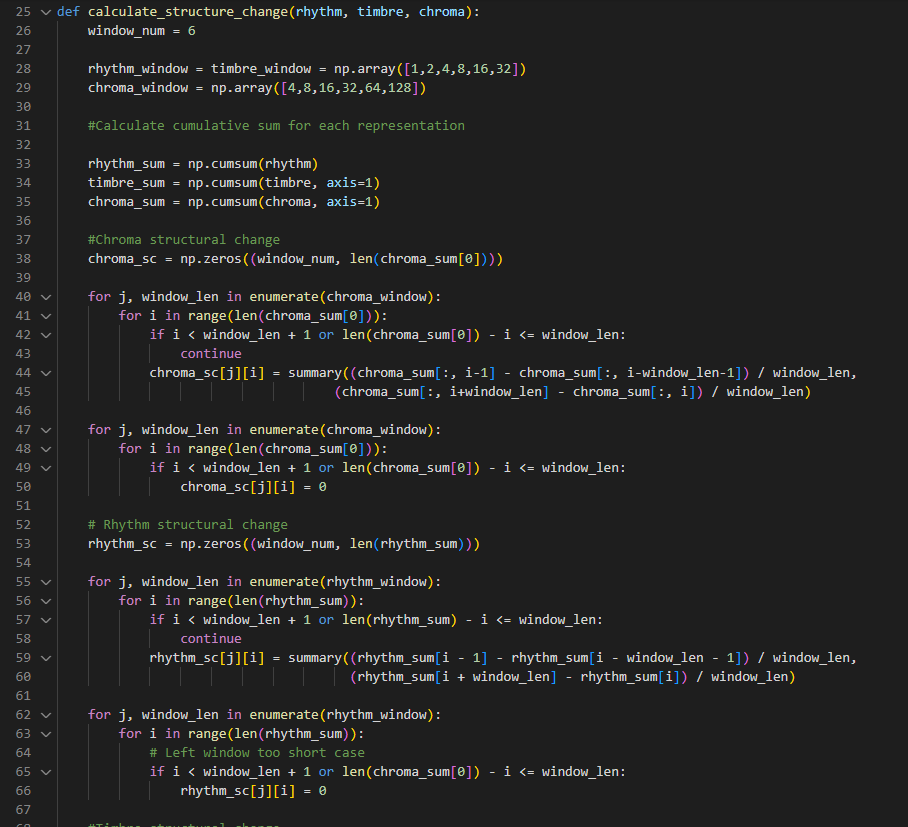 25 def calculate_structure_change(rhythm, timbre, chroma):
26     window_num = 6
27
28     rhythm_window = timbre_window = np.array([1,2,4,8,16,32])
29     chroma_window = np.array([4,8,16,32,64,128])
30
31     #Calculate cumulative sum for each representation
32
33     rhythm_sum = np.cumsum(rhythm)
34     timbre_sum = np.cumsum(timbre, axis=1)
35     chroma_sum = np.cumsum(chroma, axis=1)
36
37     #Chroma structural change
38     chroma_sc = np.zeros((window_num, len(chroma_sum[0])))
39
40     for j, window_len in enumerate(chroma_window):
41         for i in range(len(chroma_sum[0])):
42             if i < window_len + 1 or len(chroma_sum[0]) - i <= window_len:
43                 continue
44             chroma_sc[j][i] = summary((chroma_sum[:, i-1] - chroma_sum[:, i-window_len-1]) / window_len,
45                                     (chroma_sum[:, i+window_len] - chroma_sum[:, i]) / window_len)
46
47     for j, window_len in enumerate(chroma_window):
48         for i in range(len(chroma_sum[0])):
49             if i < window_len + 1 or len(chroma_sum[0]) - i <= window_len:
50                 chroma_sc[j][i] = 0
51
52     # Rhythm structural change
53     rhythm_sc = np.zeros((window_num, len(rhythm_sum)))
54
55     for j, window_len in enumerate(rhythm_window):
56         for i in range(len(rhythm_sum)):
57             if i < window_len + 1 or len(rhythm_sum) - i <= window_len:
58                 continue
59             rhythm_sc[j][i] = summary((rhythm_sum[i - 1] - rhythm_sum[i - window_len - 1]) / window_len,
60                                       (rhythm_sum[i + window_len] - rhythm_sum[i]) / window_len)
61
62     for j, window_len in enumerate(rhythm_window):
63         for i in range(len(rhythm_sum)):
64             # Left window too short case
65             if i < window_len + 1 or len(chroma_sum[0]) - i <= window_len:
66                 rhythm_sc[j][i] = 0
67
68     #Timbre structural change